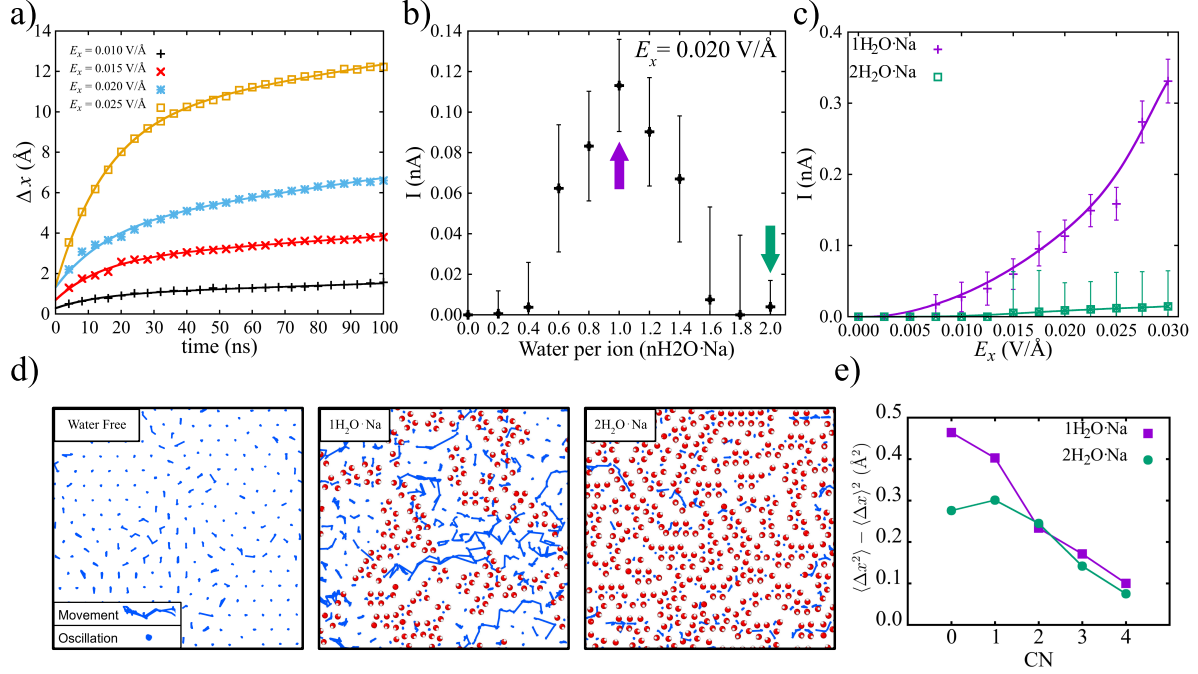 a)
14
12
10
8
6
4
2
0
Δx (Å)
Ex = 0.010 V/Å
Ex = 0.015 V/Å
Ex = 0.020 V/Å
Ex = 0.025 V/Å
0 10 20 30 40 50 60 70 80 90 100
time (ns)
b)
0.14
0.12
0.10
0.08
0.06
0.04
0.02
0.00
I (nA)
Ex = 0.020 V/Å
0.0 0.2 0.4 0.6 0.8 1.0 1.2 1.4 1.6 1.8 2.0
Water per ion (nH2O·Na)
c)
0.4
0.3
0.2
0.1
0.0
I (nA)
1H₂O·Na
2H₂O·Na
0.000 0.005 0.010 0.015 0.020 0.025 0.030
Ex (V/Å)
d)
Water Free
Movement
Oscillation
1H₂O·Na
2H₂O·Na
e)
0.5
0.4
0.3
0.2
0.1
0.0
⟨Δx²⟩ − ⟨Δx⟩² (Å²)
1H₂O·Na
2H₂O·Na
0 1 2 3 4
CN